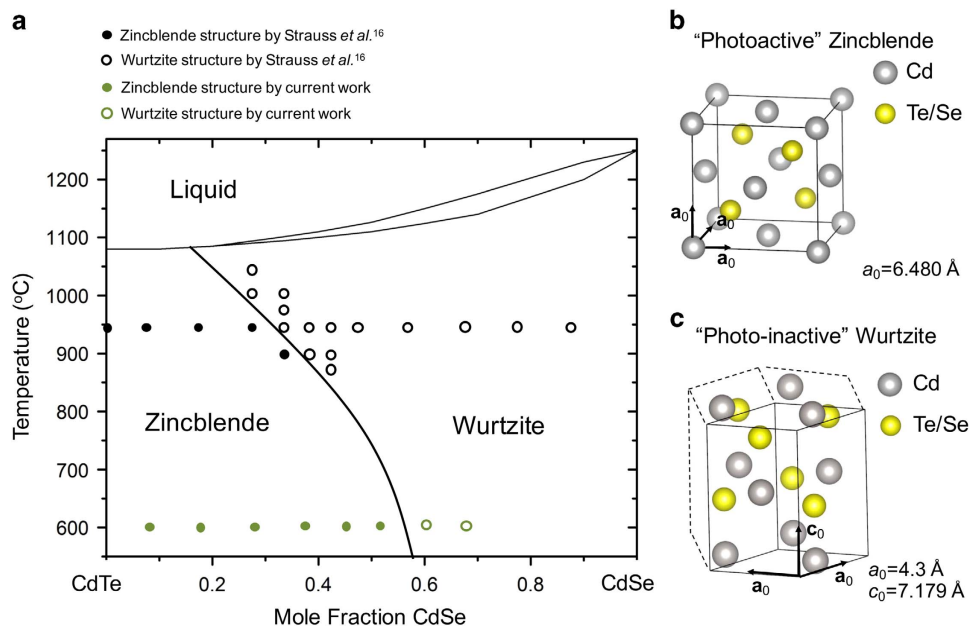 a
Zincblende structure by Strauss et al.16
Wurtzite structure by Strauss et al.16
Zincblende structure by current work
Wurtzite structure by current work
Temperature (°C)
1200
1100
1000
900
800
700
600
Liquid
Zincblende
Wurtzite
CdTe
0.2
0.4
0.6
0.8
CdSe
Mole Fraction CdSe
b
“Photoactive” Zincblende
Cd
Te/Se
a0
a0
a0
a0=6.480 Å
c
“Photo-inactive” Wurtzite
Cd
Te/Se
c0
a0
a0
a0=4.3 Å
c0=7.179 Å